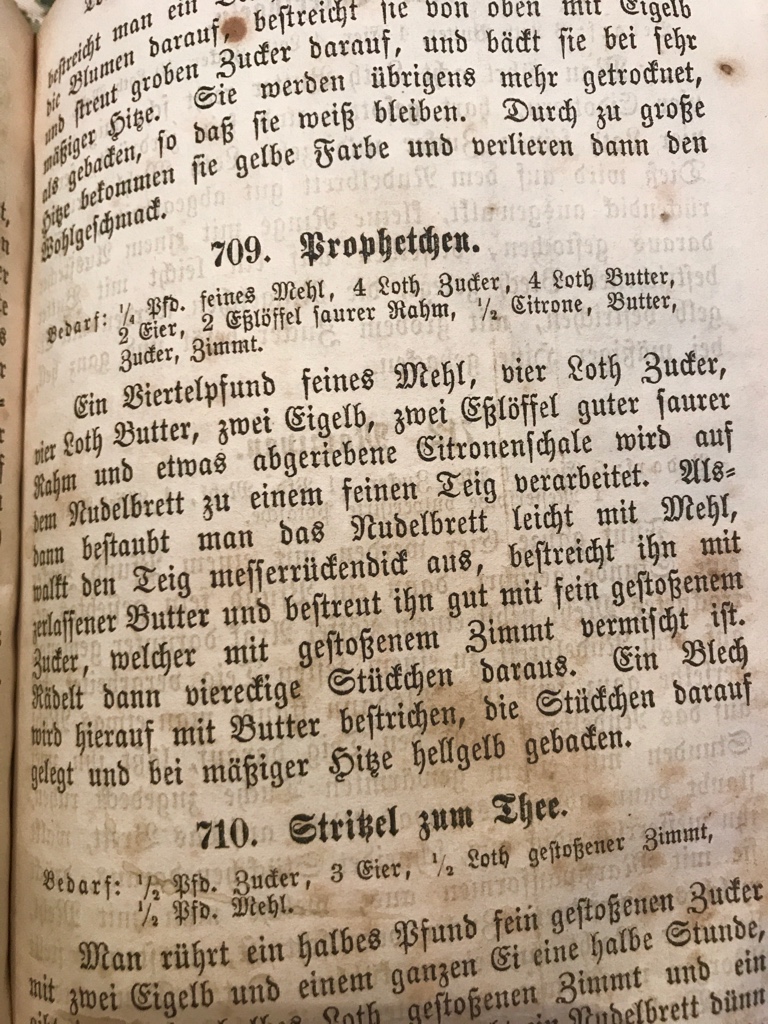 bestreicht man ein
die Blumen darauf, bestreicht sie von oben mit Eigelb
und streut groben Zucker darauf, und bäckt sie bei sehr
mäßiger Hitze. Sie werden übrigens mehr getrocknet,
als gebacken, so daß sie weiß bleiben. Durch zu große
Hitze bekommen sie gelbe Farbe und verlieren dann den
Wohlgeschmack.
709. Prophetchen.
Bedarf: 1/4 Pfd. feines Mehl, 4 Loth Zucker, 4 Loth Butter,
2 Eier, 2 Eßlöffel saurer Rahm, 1/2 Citrone, Butter,
Zucker, Zimmt.
Ein Viertelpfund feines Mehl, vier Loth Zucker,
vier Loth Butter, zwei Eigelb, zwei Eßlöffel guter saurer
Rahm und etwas abgeriebene Citronenschale wird auf
dem Nudelbrett zu einem feinen Teig verarbeitet. Als-
dann bestaubt man das Nudelbrett leicht mit Mehl,
walkt den Teig messerrückendick aus, bestreicht ihn mit
zerlassener Butter und bestreut ihn gut mit fein gestoßenem
Zucker, welcher mit gestoßenem Zimmt vermischt ist.
Rädelt dann viereckige Stückchen daraus. Ein Blech
wird hierauf mit Butter bestrichen, die Stückchen darauf
gelegt und bei mäßiger Hitze hellgelb gebacken.
710. Stritzel zum Thee.
Bedarf: 1/2 Pfd. Zucker, 3 Eier, 1/2 Loth gestoßener Zimmt,
1/2 Pfd. Mehl.
Man rührt ein halbes Pfund fein gestoßenen Zucker
mit zwei Eigelb und einem ganzen Ei eine halbe Stunde,
Loth gestoßenen Zimmt und ein
Nudelbrett dünn